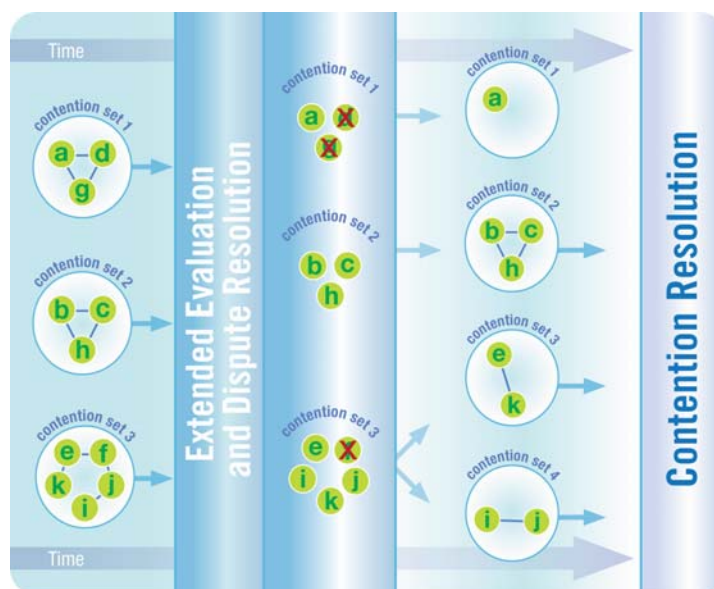 Time
contention set 1
a
d
g
contention set 2
b
c
h
contention set 3
e
f
k
j
i
Time
Extended Evaluation
and Dispute Resolution
contention set 1
a
contention set 2
b
c
h
contention set 3
e
i
j
k
contention set 1
a
contention set 2
b
c
h
contention set 3
e
k
contention set 4
i
j
Contention Resolution